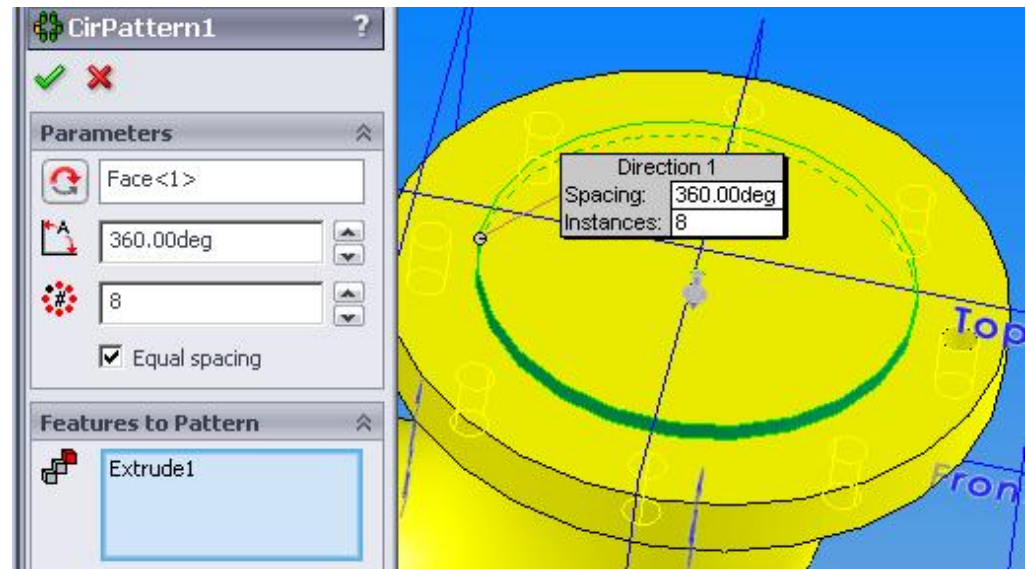 CirPattern1 ?
Parameters
Face<1>
A
360.00deg
#
8
Equal spacing
Features to Pattern
Extrude1
Direction 1
Spacing: 360.00deg
Instances: 8
Top
Fron